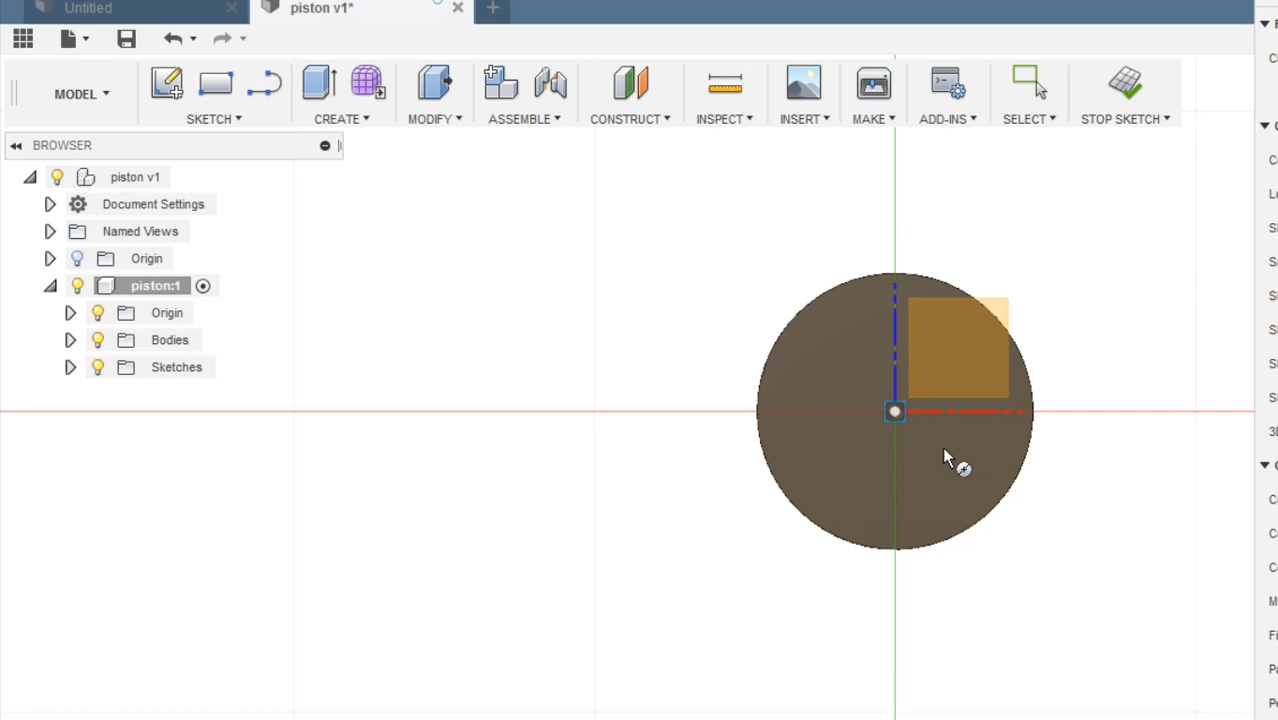 Untitled
piston v1*
MODEL
SKETCH
CREATE
MODIFY
ASSEMBLE
CONSTRUCT
INSPECT
INSERT
MAKE
ADD-INS
SELECT
STOP SKETCH
BROWSER
piston v1
Document Settings
Named Views
Origin
piston:1
Origin
Bodies
Sketches